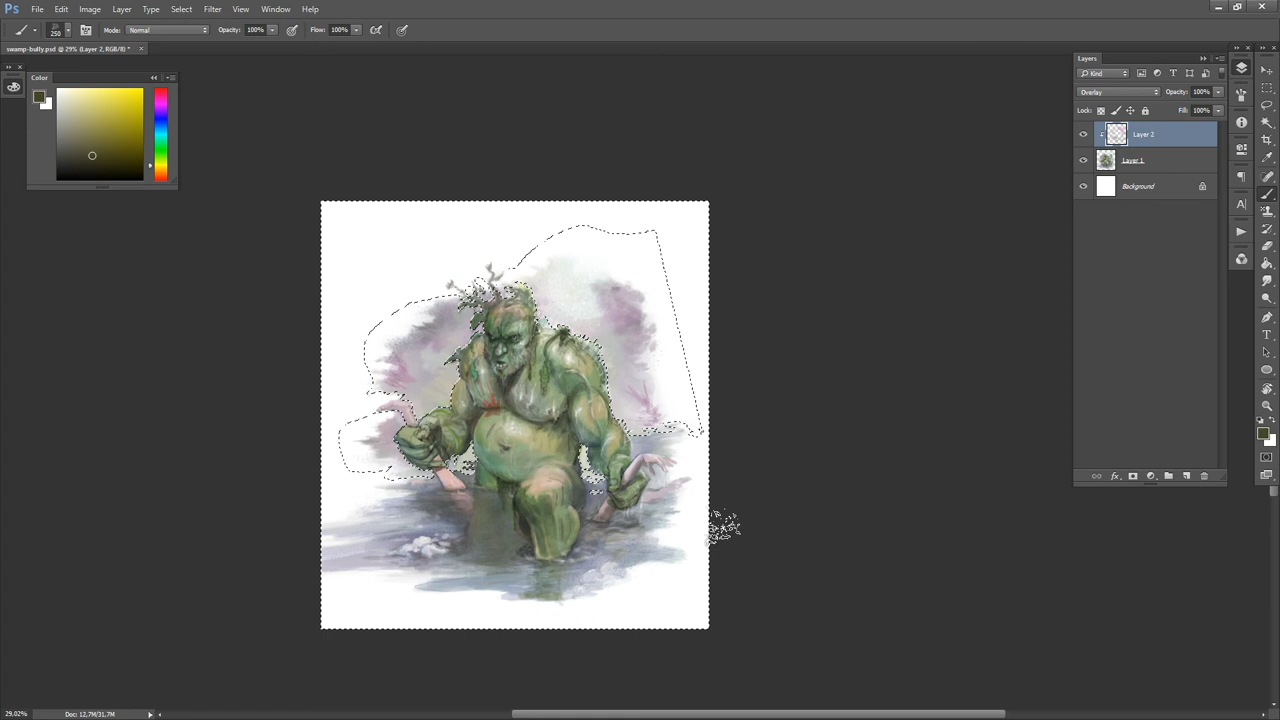 Ps File Edit Image Layer Type Select Filter View Window Help
250 Mode: Normal Opacity: 100% Flow: 100%
swamp-bully.psd @ 29% (Layer 2, RGB/8) *
Color
Layers
Kind
Overlay Opacity: 100%
Lock: Fill: 100%
Layer 2
Layer 1
Background
29.02% Doc: 12,7M/31,7M